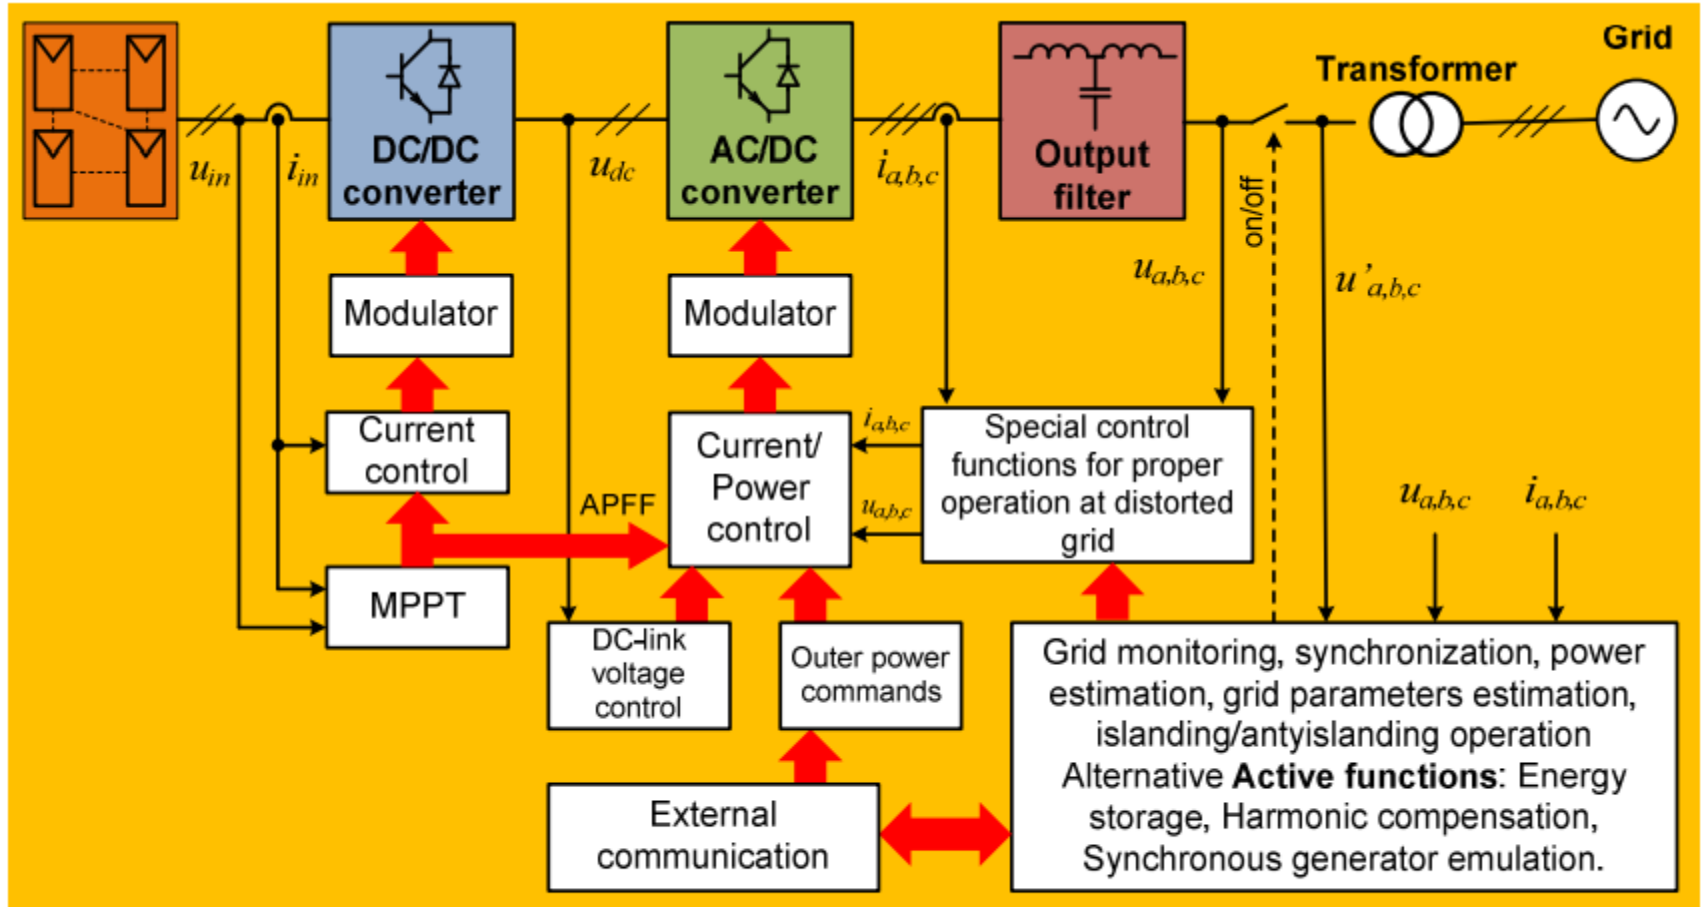 Grid
Transformer
u_in
i_in
DC/DC
converter
u_dc
AC/DC
converter
i_a,b,c
Output
filter
on/off
u_a,b,c
u'_a,b,c
Modulator
Modulator
Current
control
APFF
Current/
Power
control
i_a,b,c
u_a,b,c
Special control
functions for proper
operation at distorted
grid
u_a,b,c
i_a,b,c
MPPT
DC-link
voltage
control
Outer power
commands
Grid monitoring, synchronization, power
estimation, grid parameters estimation,
islanding/antyislanding operation
Alternative Active functions: Energy
storage, Harmonic compensation,
Synchronous generator emulation.
External
communication